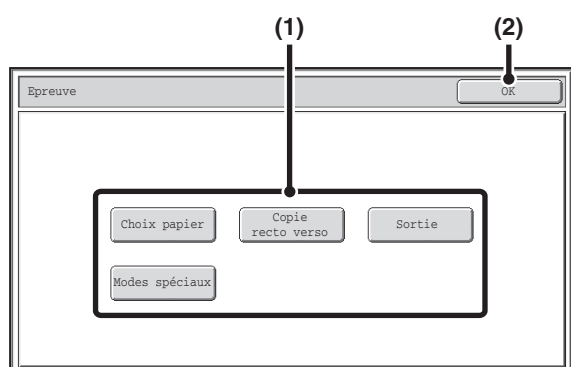 (1) (2)
Epreuve OK
Choix papier Copie recto verso Sortie
Modes spéciaux